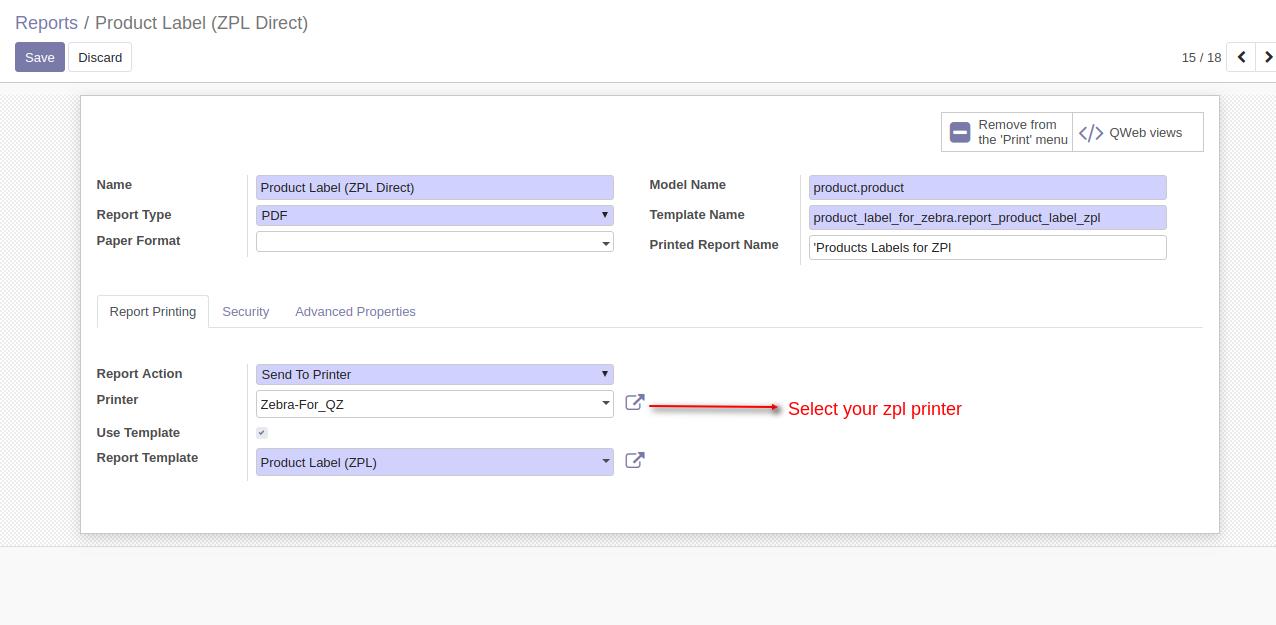 Reports / Product Label (ZPL Direct)
Save Discard 15 / 18
Remove from
the 'Print' menu
QWeb views
Name Product Label (ZPL Direct) Model Name product.product
Report Type PDF Template Name product_label_for_zebra.report_product_label_zpl
Paper Format Printed Report Name 'Products Labels for ZPl
Report Printing Security Advanced Properties
Report Action Send To Printer
Printer Zebra-For_QZ Select your zpl printer
Use Template
Report Template Product Label (ZPL)